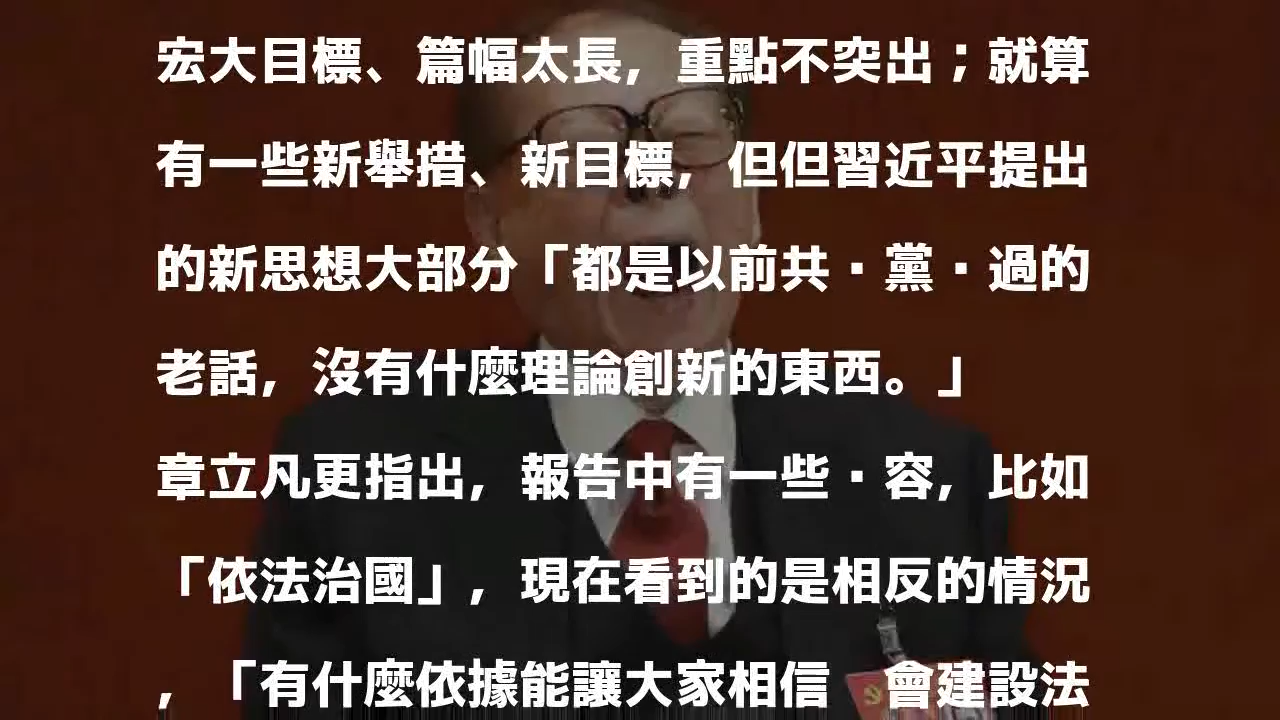 宏大目標、篇幅太長，重點不突出；就算
有一些新舉措、新目標，但但習近平提出
的新思想大部分「都是以前共·黨·過的
老話，沒有什麼理論創新的東西。」
章立凡更指出，報告中有一些·容，比如
「依法治國」，現在看到的是相反的情況
，「有什麼依據能讓大家相信　會建設法